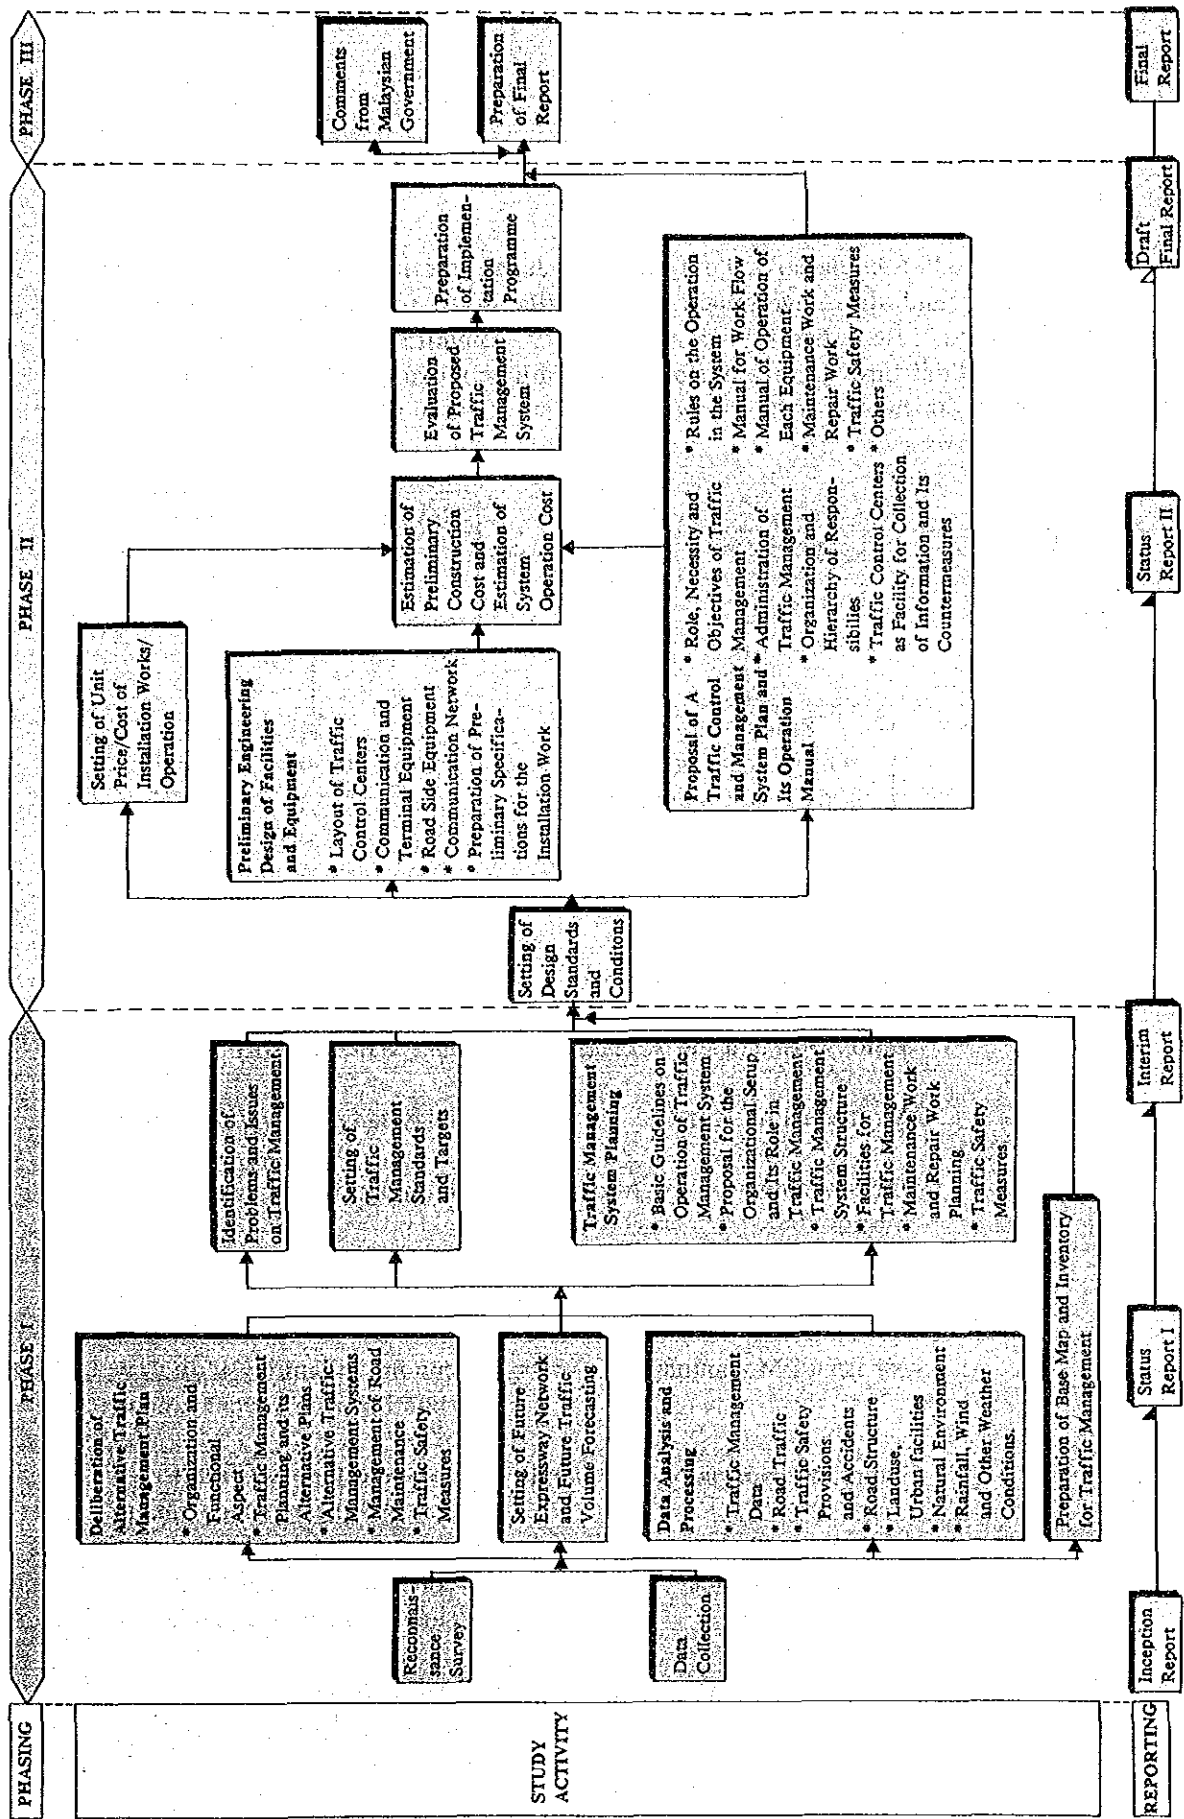 PHASING
PHASE I
PHASE II
PHASE III
STUDY
ACTIVITY
Reconnais-
sance
Survey
Data
Collection
Deliberation of
Alternative Traffic
Management Plan
* Organization and
Functional
Aspect
* Traffic Management
Planning and its
Alternative Plans
* Alternative Traffic
Management Systems
* Management of Road
Maintenance
* Traffic Safety
Measures
Setting of Future
Expressway Network
and Future Traffic
Volume Forecasting
Data Analysis and
Processing
* Traffic Management
Data
* Road Traffic
* Traffic Safety
Provisions
and Accidents
* Road Structure
* Landuse,
Urban facilities
* Natural Environment
* Rainfall, Wind
and Other Weather
Conditions.
Preparation of Base Map and Inventory
for Traffic Management
Identification of
Problems and Issues
on Traffic Management
Setting of
Traffic
Management
Standards
and Targets
Traffic Management
System Planning
* Basic Guidelines on
Operation of Traffic
Management System
* Proposal for the
Organizational Setup
and Its Role in
Traffic Management
* Traffic Management
System Structure
* Facilities for
Traffic Management
* Maintenance Work
and Repair Work
Planning
* Traffic Safety
Measures
Setting of
Design
Standards
and
Conditons
Setting of Unit
Price/Cost of
Installation Works/
Operation
Preliminary Engineering
Design of Facilities
and Equipment
* Layout of Traffic
Control Centers
* Communication and
Terminal Equipment
* Road Side Equipment
* Communication Network
* Preparation of Pre-
liminary Specifica-
tions for the
Installation Work
Proposal of A
Traffic Control
and Management
System Plan and
Its Operation
Manual
* Role, Necessity and
Objectives of Traffic
Management
* Administration of
Traffic Management
* Organization and
Hierarchy of Respon-
sibilies
* Traffic Control Centers
as Facility for Collection
of Information and Its
Countermeasures
* Rules on the Operation
in the System
* Manual for Work Flow
* Manual of Operation of
Each Equipment
* Maintenance Work and
Repair Work
* Traffic Safety Measures
* Others
Estimation of
Preliminary
Construction
Cost and
Estimation of
System
Operation Cost
Evaluation
of Proposed
Traffic
Management
System
Preparation
of Implemen-
tation
Programme
Comments
from
Malaysian
Government
Preparation
of Final
Report
REPORTING
Inception
Report
Status
Report I
Interim
Report
Status
Report II
Draft
Final Report
Final
Report